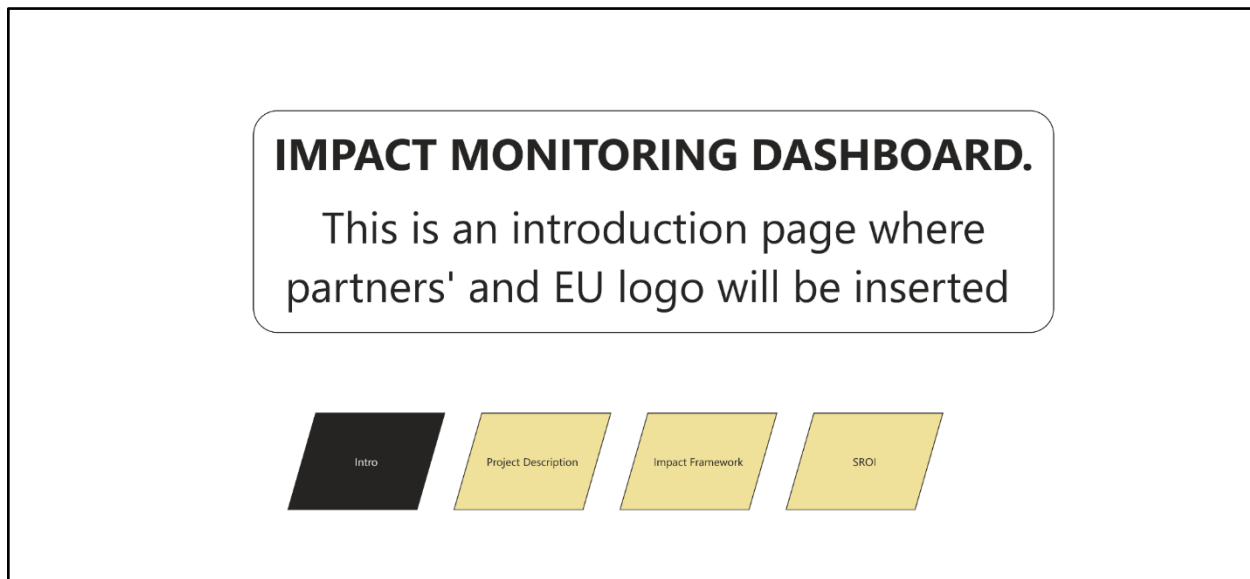 IMPACT MONITORING DASHBOARD.
This is an introduction page where
partners' and EU logo will be inserted
Intro
Project Description
Impact Framework
SROI